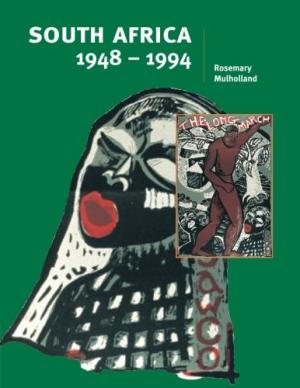 SOUTH AFRICA
1948 – 1994
Rosemary
Mulholland
THE LONG MARCH